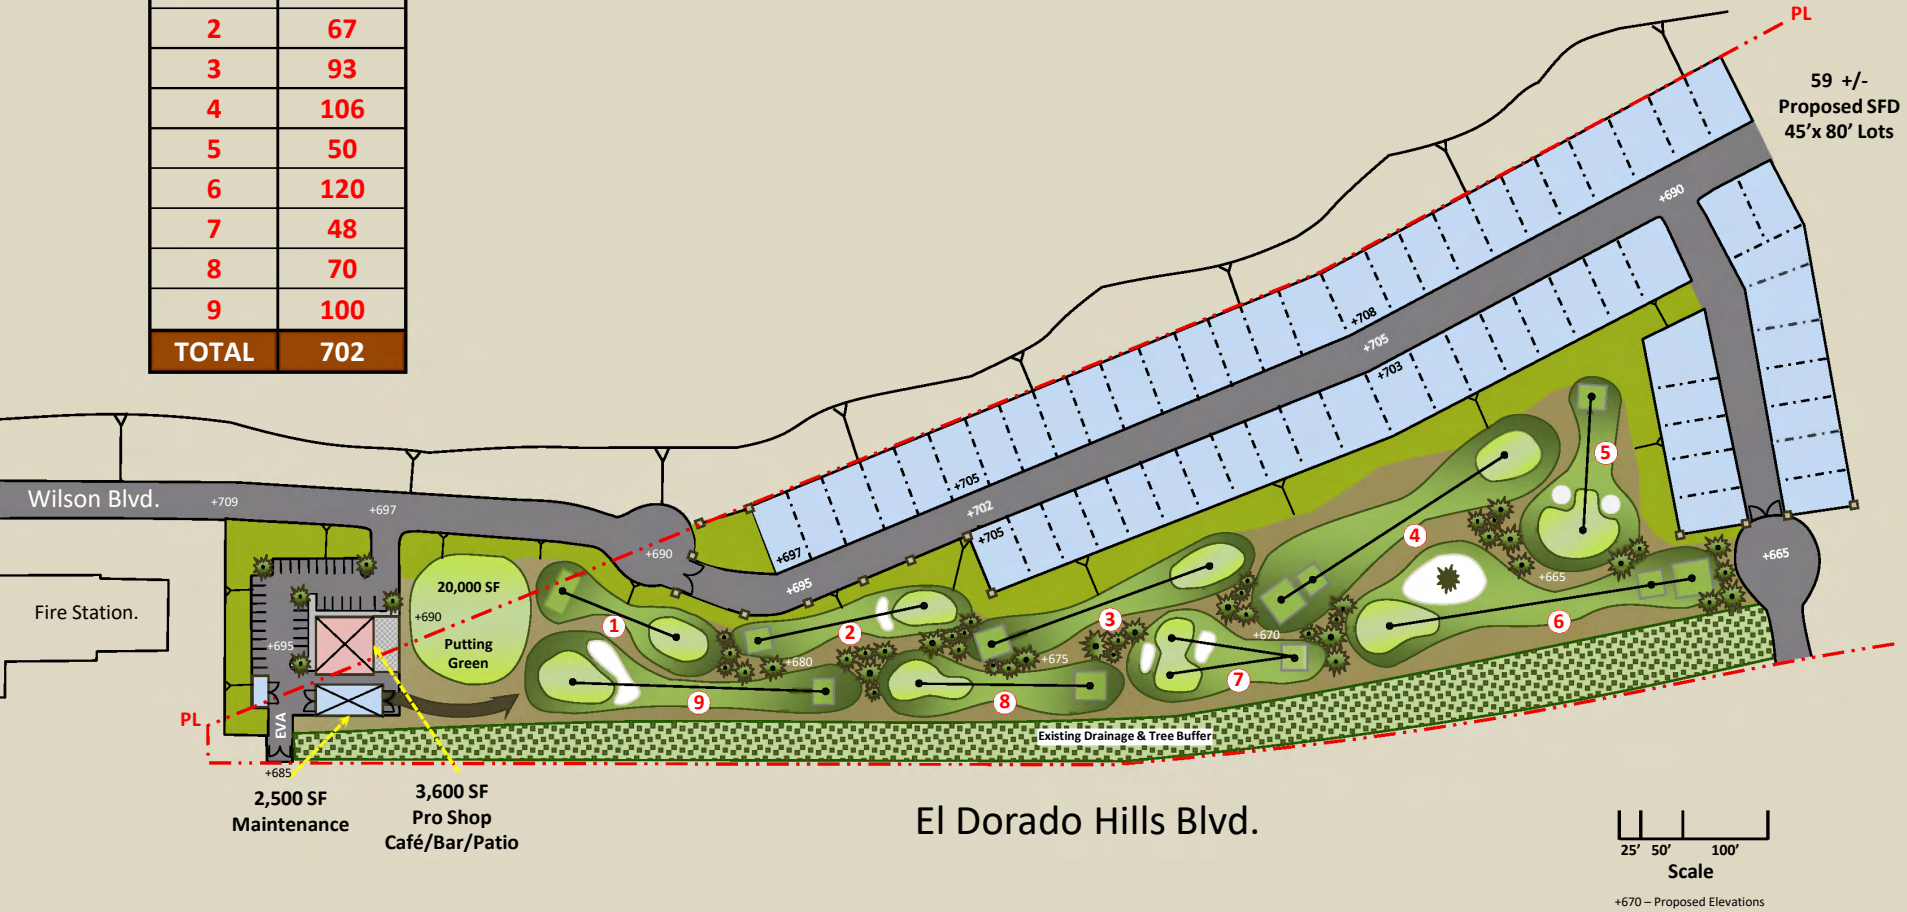 2 67
3 93
4 106
5 50
6 120
7 48
8 70
9 100
TOTAL 702
PL
59 +/-
Proposed SFD
45’x 80’ Lots
+690
+708
+705
+703
+705
+702
+705
+697
+695
Wilson Blvd.
+709
+697
+690
Fire Station.
20,000 SF
Putting
Green
+690
+695
1
2
3
4
5
6
7
8
9
+680
+675
+670
+665
+665
PL
EVA
+685
Existing Drainage & Tree Buffer
2,500 SF
Maintenance
3,600 SF
Pro Shop
Café/Bar/Patio
El Dorado Hills Blvd.
25’ 50’ 100’
Scale
+670 – Proposed Elevations